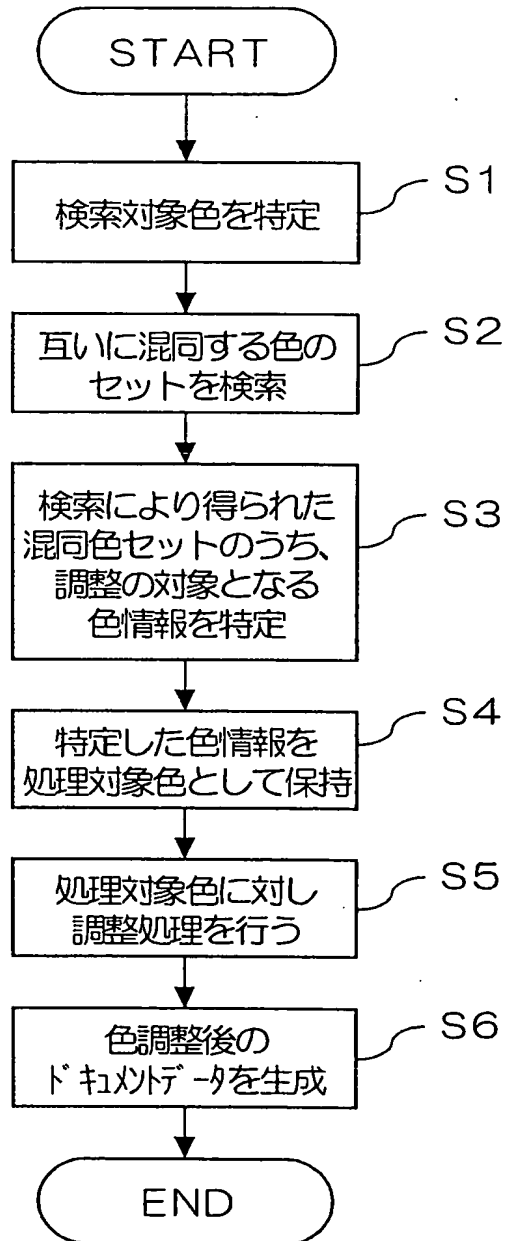 START
検索対象色を特定
S1
互いに混同する色の
セットを検索
S2
検索により得られた
混同色セットのうち、
調整の対象となる
色情報を特定
S3
特定した色情報を
処理対象色として保持
S4
処理対象色に対し
調整処理を行う
S5
色調整後の
ドキュメントデータを生成
S6
END